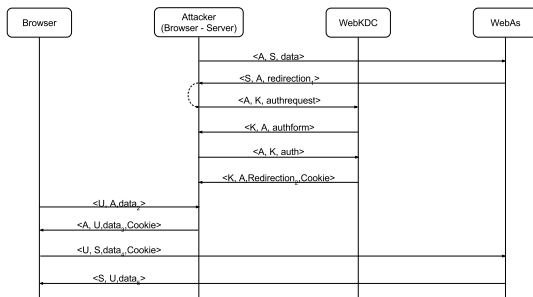 Browser
Attacker
(Browser - Server)
WebKDC
WebAs
<A, S, data>
<S, A, redirection1>
<A, K, authrequest>
<K, A, authform>
<A, K, auth>
<K, A,Redirection2,Cookie>
<U, A,data2>
<A, U,data3,Cookie>
<U, S,data4,Cookie>
<S, U,data5>